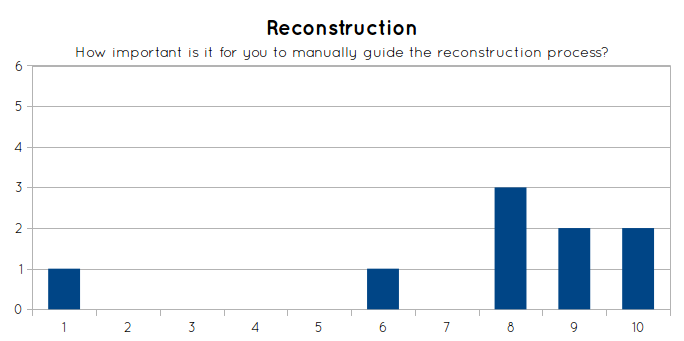 Reconstruction
How important is it for you to manually guide the reconstruction process?
6
5
4
3
2
1
0
1 2 3 4 5 6 7 8 9 10